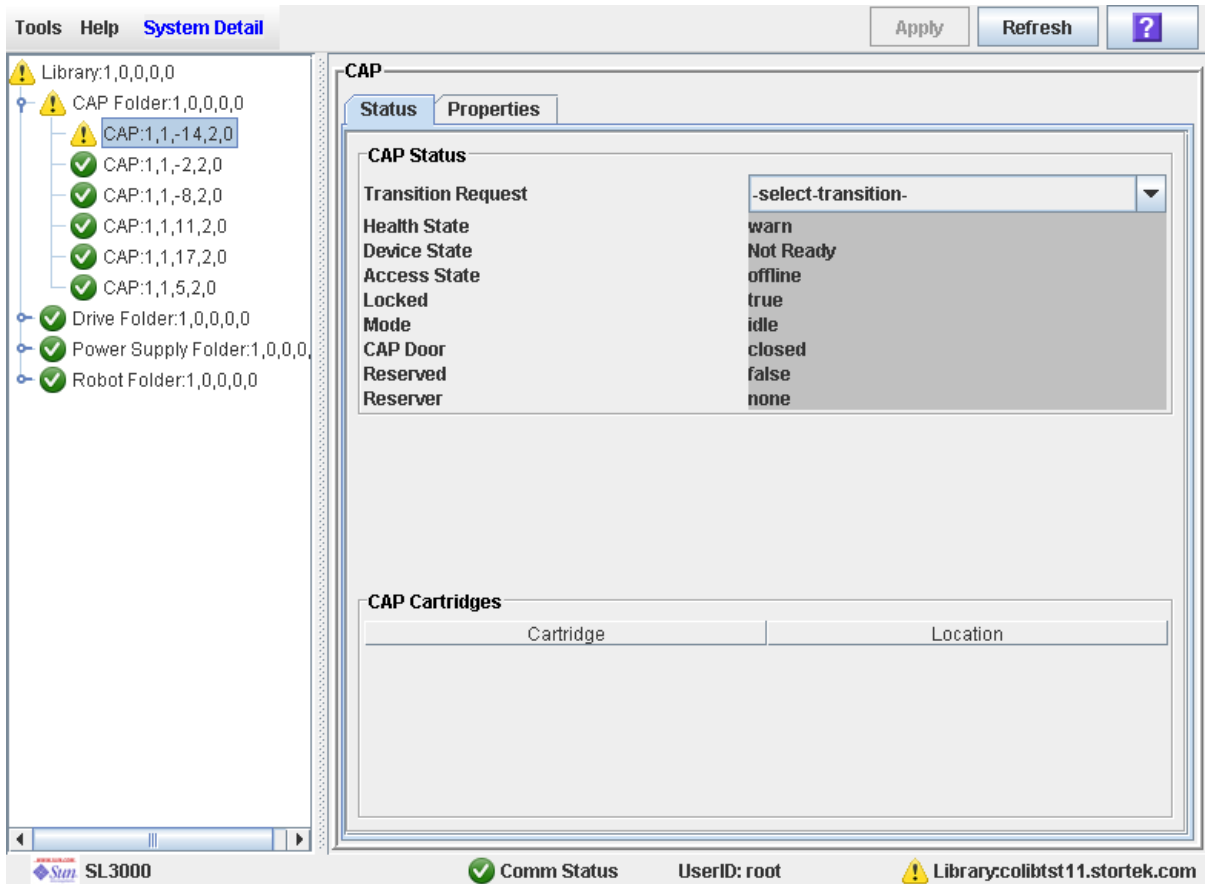 Tools Help System Detail Apply Refresh ?
Library:1,0,0,0,0
CAP Folder:1,0,0,0,0
CAP:1,1,-14,2,0
CAP:1,1,-2,2,0
CAP:1,1,-8,2,0
CAP:1,1,11,2,0
CAP:1,1,17,2,0
CAP:1,1,5,2,0
Drive Folder:1,0,0,0,0
Power Supply Folder:1,0,0,0,
Robot Folder:1,0,0,0,0
CAP
Status Properties
CAP Status
Transition Request -select-transition-
Health State warn
Device State Not Ready
Access State offline
Locked true
Mode idle
CAP Door closed
Reserved false
Reserver none
CAP Cartridges
Cartridge Location
Sun SL3000 Comm Status UserID: root Library:colibtst11.stortek.com